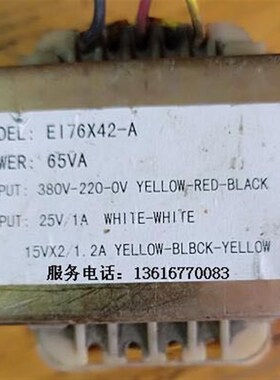 DEL: EI76X42-A
WER: 65VA
PUT: 380V-220-0V YELLOW-RED-BLACK
PUT: 25V/1A WHITE-WHITE
15VX2/1.2A YELLOW-BLBCK-YELLOW
服务电话: 13616770083